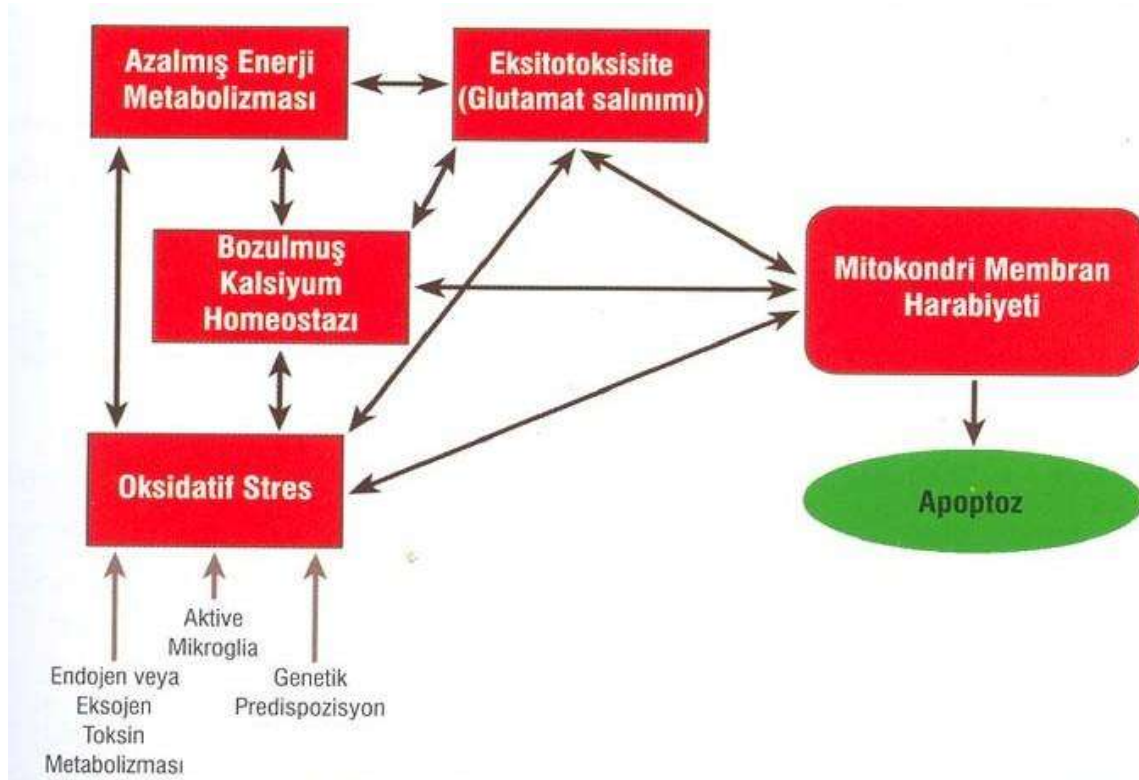 Azalmış Enerji
Metabolizması
Eksitotoksisite
(Glutamat salınımı)
Bozulmuş
Kalsiyum
Homeostazı
Mitokondri Membran
Harabiyeti
Oksidatif Stres
Apoptoz
Aktive
Mikroglia
Endojen veya
Eksojen
Toksin
Metabolizması
Genetik
Predispozisyon